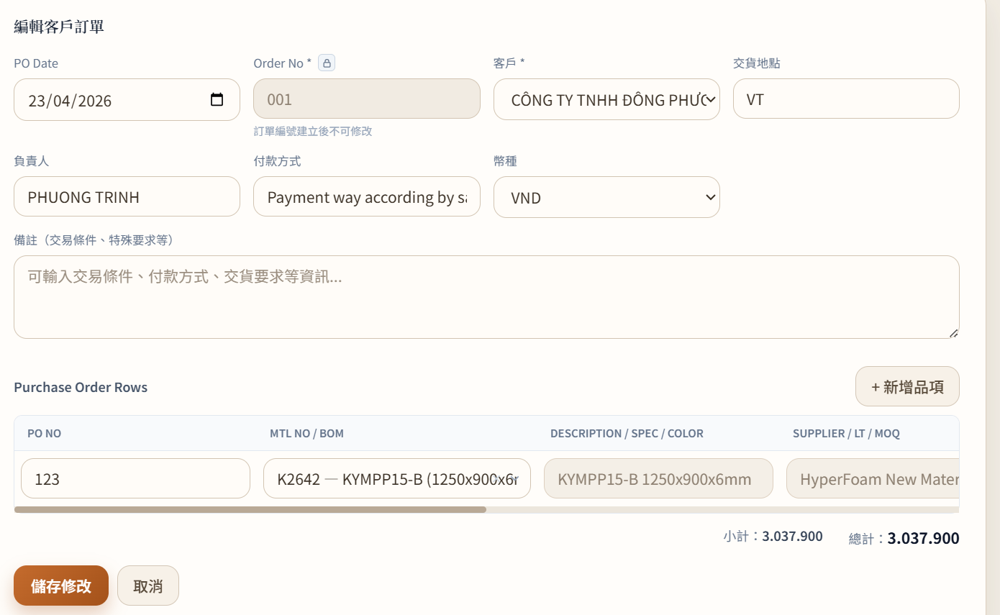 編輯客戶訂單
PO Date
Order No *
客戶 *
交貨地點
23/04/2026
001
CÔNG TY TNHH ĐÔNG
VT
訂單編號建立後不可修改
負責人
付款方式
幣種
PHUONG TRINH
Payment way according by
VND
備註（交易條件、特殊要求等）
可輸入交易條件、付款方式、交貨要求等資訊...
Purchase Order Rows
+ 新增品項
PO NO
MTL NO / BOM
DESCRIPTION / SPEC / COLOR
SUPPLIER / LT / MOQ
123
K2642 — KYMPP15-B
KYMPP15-B 1250x900x6mm
HyperFoam New
小計：3.037.900
總計：3.037.900
儲存修改
取消